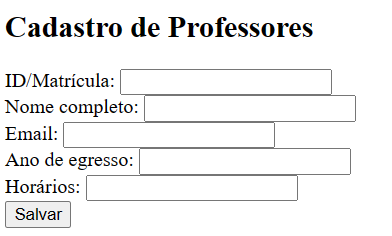 Cadastro de Professores
ID/Matrícula:
Nome completo:
Email:
Ano de egresso:
Horários:
Salvar